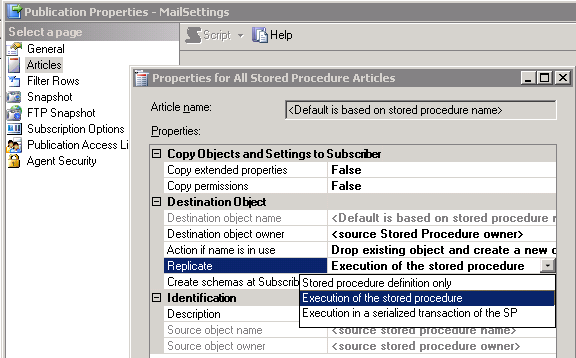 Publication Properties - MailSettings
Select a page
General
Articles
Filter Rows
Snapshot
FTP Snapshot
Subscription Options
Publication Access Li
Agent Security
Script
Help
Properties for All Stored Procedure Articles
Article name:
<Default is based on stored procedure name>
Properties:
Copy Objects and Settings to Subscriber
Copy extended properties False
Copy permissions False
Destination Object
Destination object name <Default is based on stored procedure r
Destination object owner <source Stored Procedure owner>
Action if name is in use Drop existing object and create a new o
Replicate Execution of the stored procedure
Create schemas at Subscrib
Stored procedure definition only
Execution of the stored procedure
Execution in a serialized transaction of the SP
Identification
Description
Source object name <stored procedure name>
Source object owner <stored procedure owner>